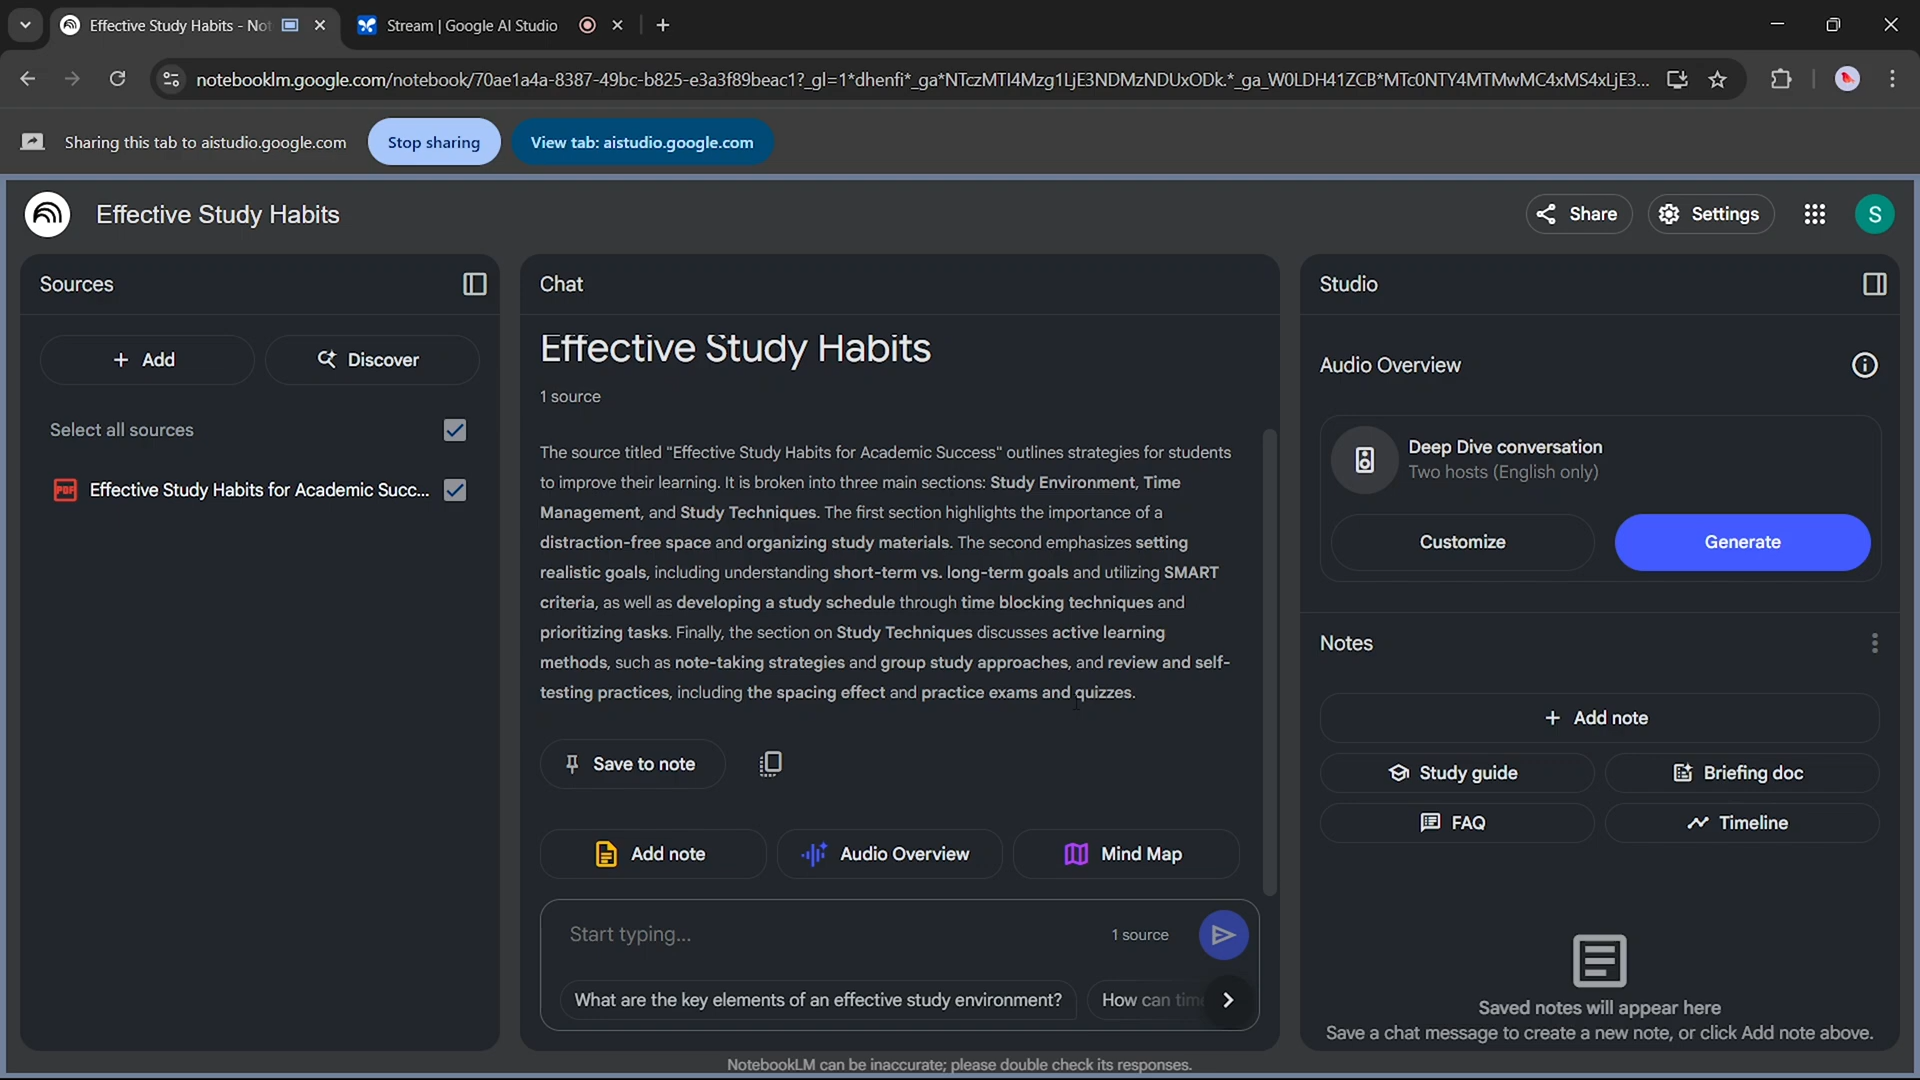 Effective Study Habits - Not
Stream | Google AI Studio
notebooklm.google.com/notebook/70ae1a4a-8387-49bc-b825-e3a3f89beac1?_gl=1*dhenfi*_ga*NTczMTI4Mzg1LjE3NDMzNDUxODk.*_ga_W0LDH41ZCB*MTc0NTY4MTMwMC4xMS4xLjE3...
Sharing this tab to aistudio.google.com
Stop sharing
View tab: aistudio.google.com
Effective Study Habits
Share
Settings
S
Sources
Chat
Studio
Add
Discover
Select all sources
PDF
Effective Study Habits for Academic Succ...
Effective Study Habits
1 source
The source titled "Effective Study Habits for Academic Success" outlines strategies for students
to improve their learning. It is broken into three main sections: Study Environment, Time
Management, and Study Techniques. The first section highlights the importance of a
distraction-free space and organizing study materials. The second emphasizes setting
realistic goals, including understanding short-term vs. long-term goals and utilizing SMART
criteria, as well as developing a study schedule through time blocking techniques and
prioritizing tasks. Finally, the section on Study Techniques discusses active learning
methods, such as note-taking strategies and group study approaches, and review and self-
testing practices, including the spacing effect and practice exams and quizzes.
Save to note
Add note
Audio Overview
Mind Map
Start typing...
1 source
What are the key elements of an effective study environment?
How can time
Audio Overview
Deep Dive conversation
Two hosts (English only)
Customize
Generate
Notes
Add note
Study guide
Briefing doc
FAQ
Timeline
Saved notes will appear here
Save a chat message to create a new note, or click Add note above.
NotebookLM can be inaccurate; please double check its responses.